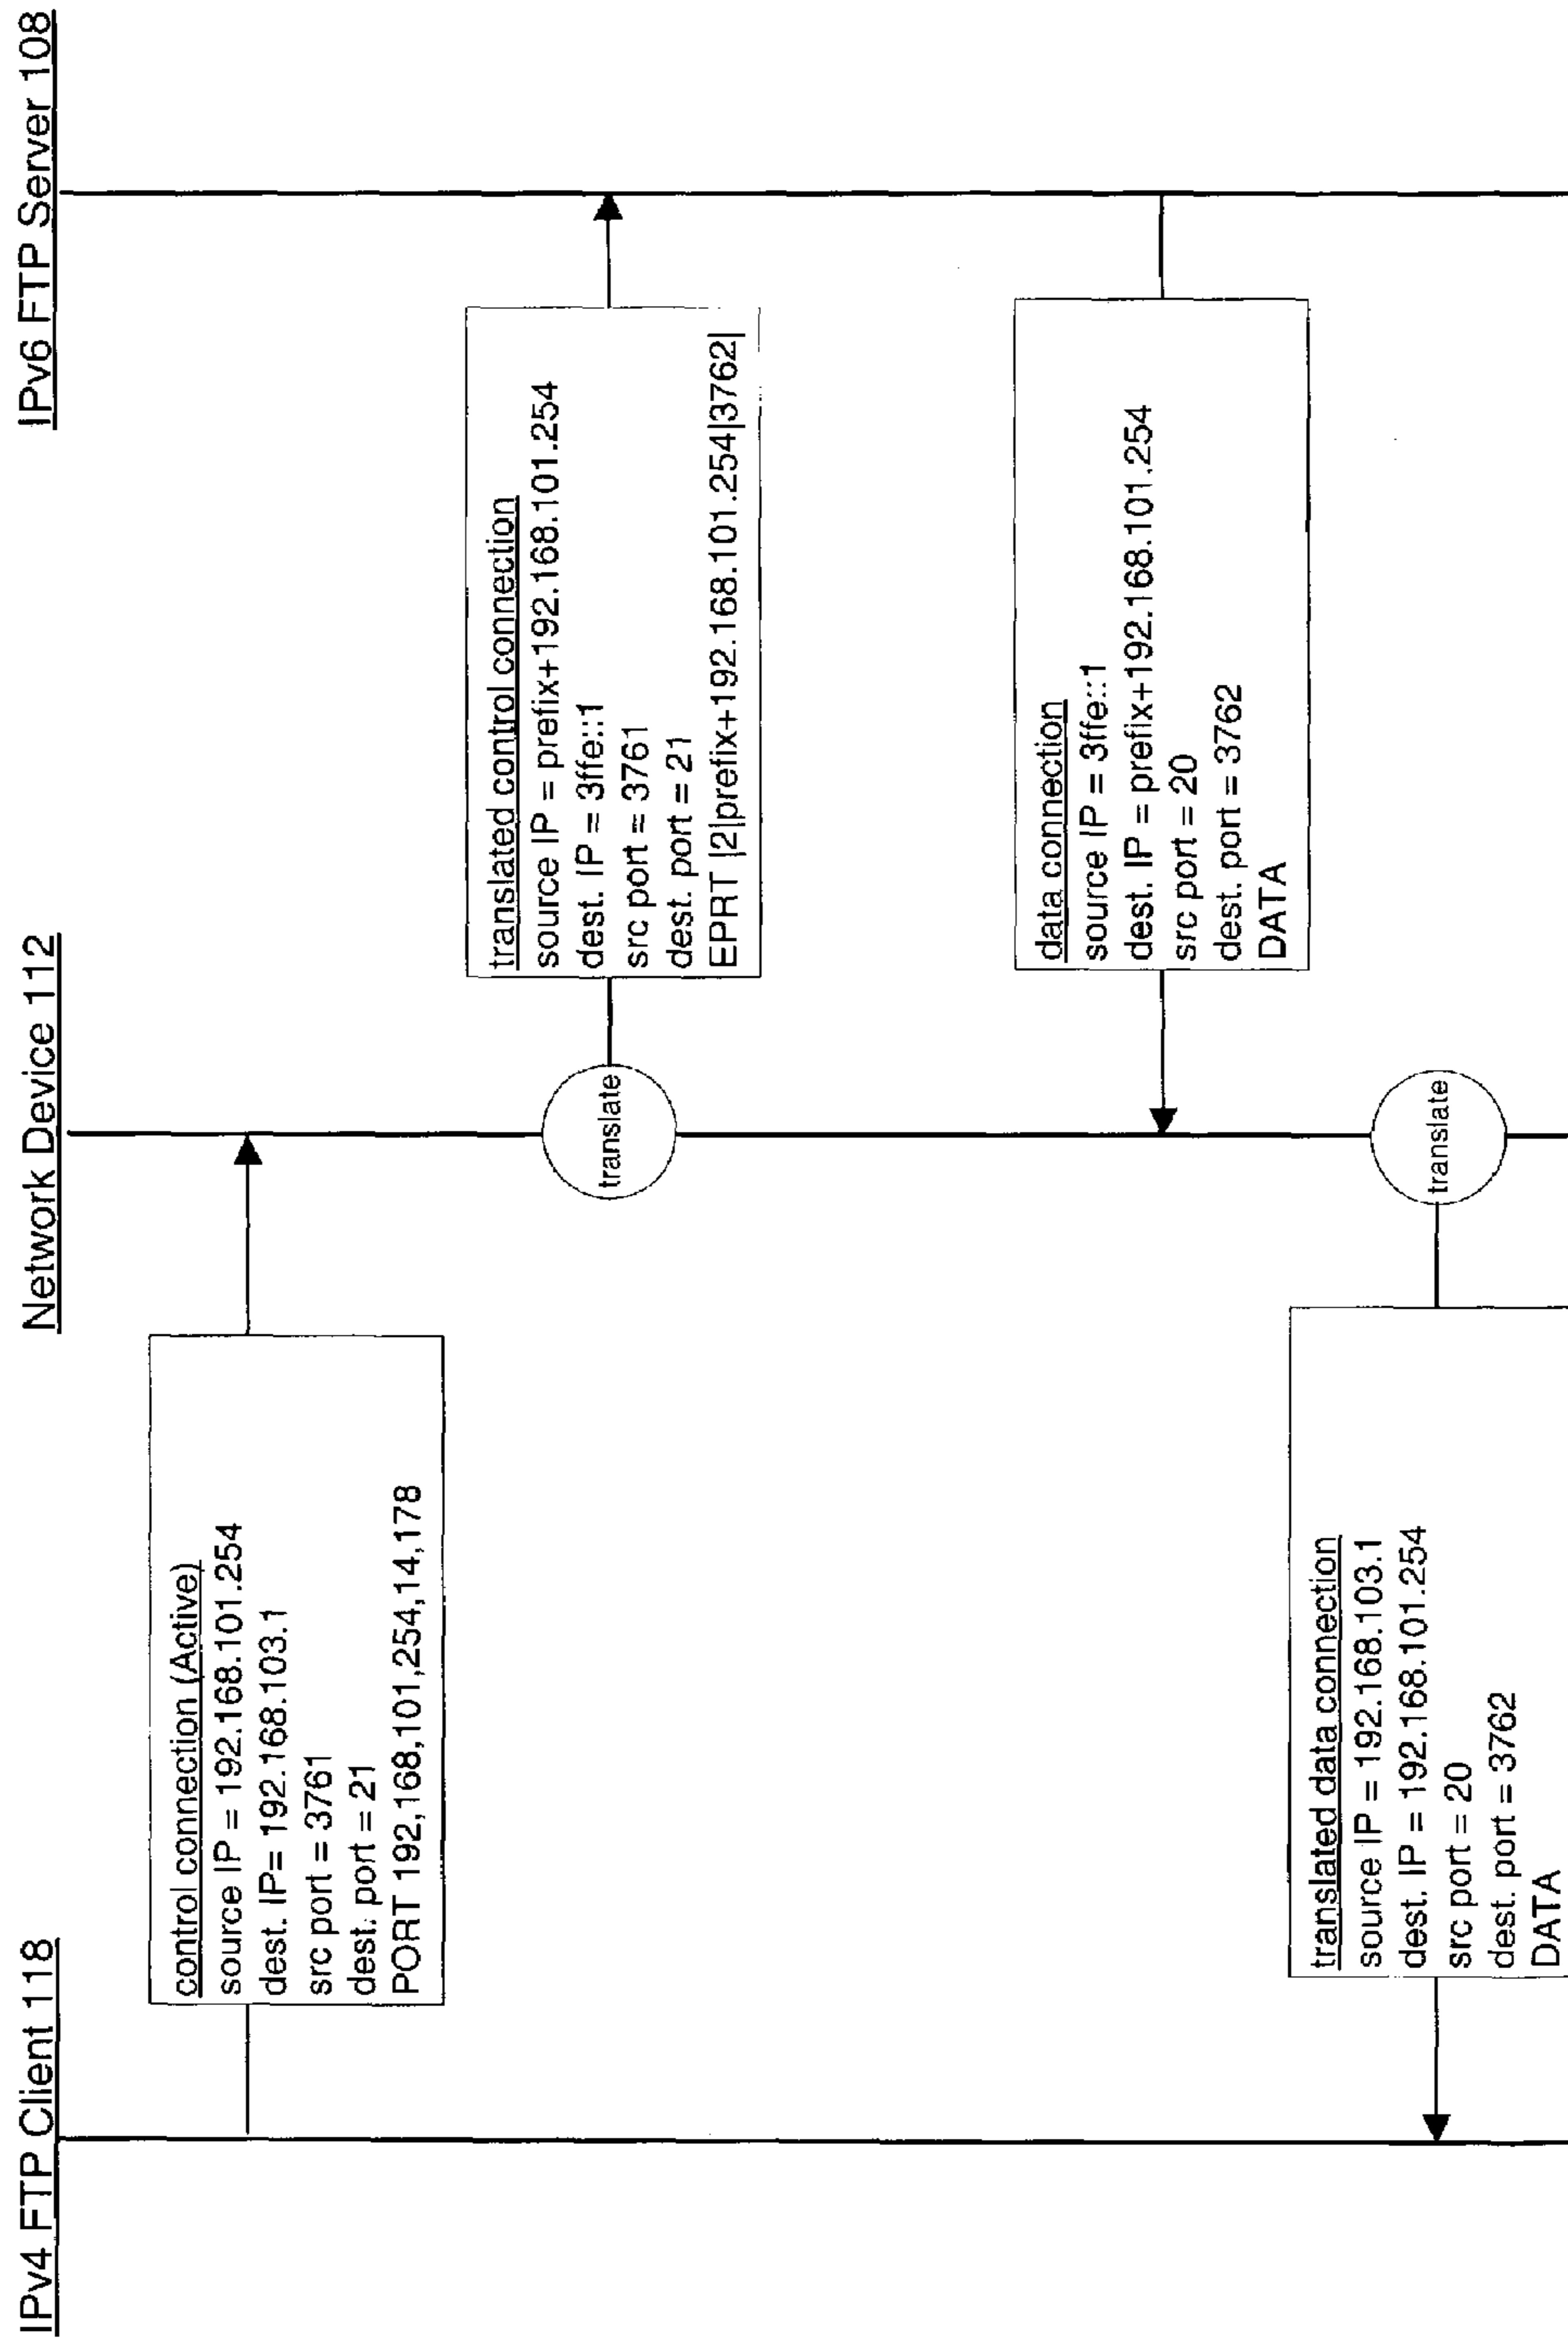 IPv4 FTP Client 118
Network Device 112
IPv6 FTP Server 108
control connection (Active)
source IP = 192.168.101.254
dest. IP= 192.168.103.1
src port = 3761
dest. port = 21
PORT 192,168,101,254,14,178
translate
translated control connection
source IP = prefix+192.168.101.254
dest. IP = 3ffe::1
src port = 3761
dest. port = 21
EPRT |2|prefix+192.168.101.254|3762|
data connection
source IP = 3ffe::1
dest. IP = prefix+192.168.101.254
src port = 20
dest. port = 3762
DATA
translate
translated data connection
source IP = 192.168.103.1
dest. IP = 192.168.101.254
src port = 20
dest. port = 3762
DATA